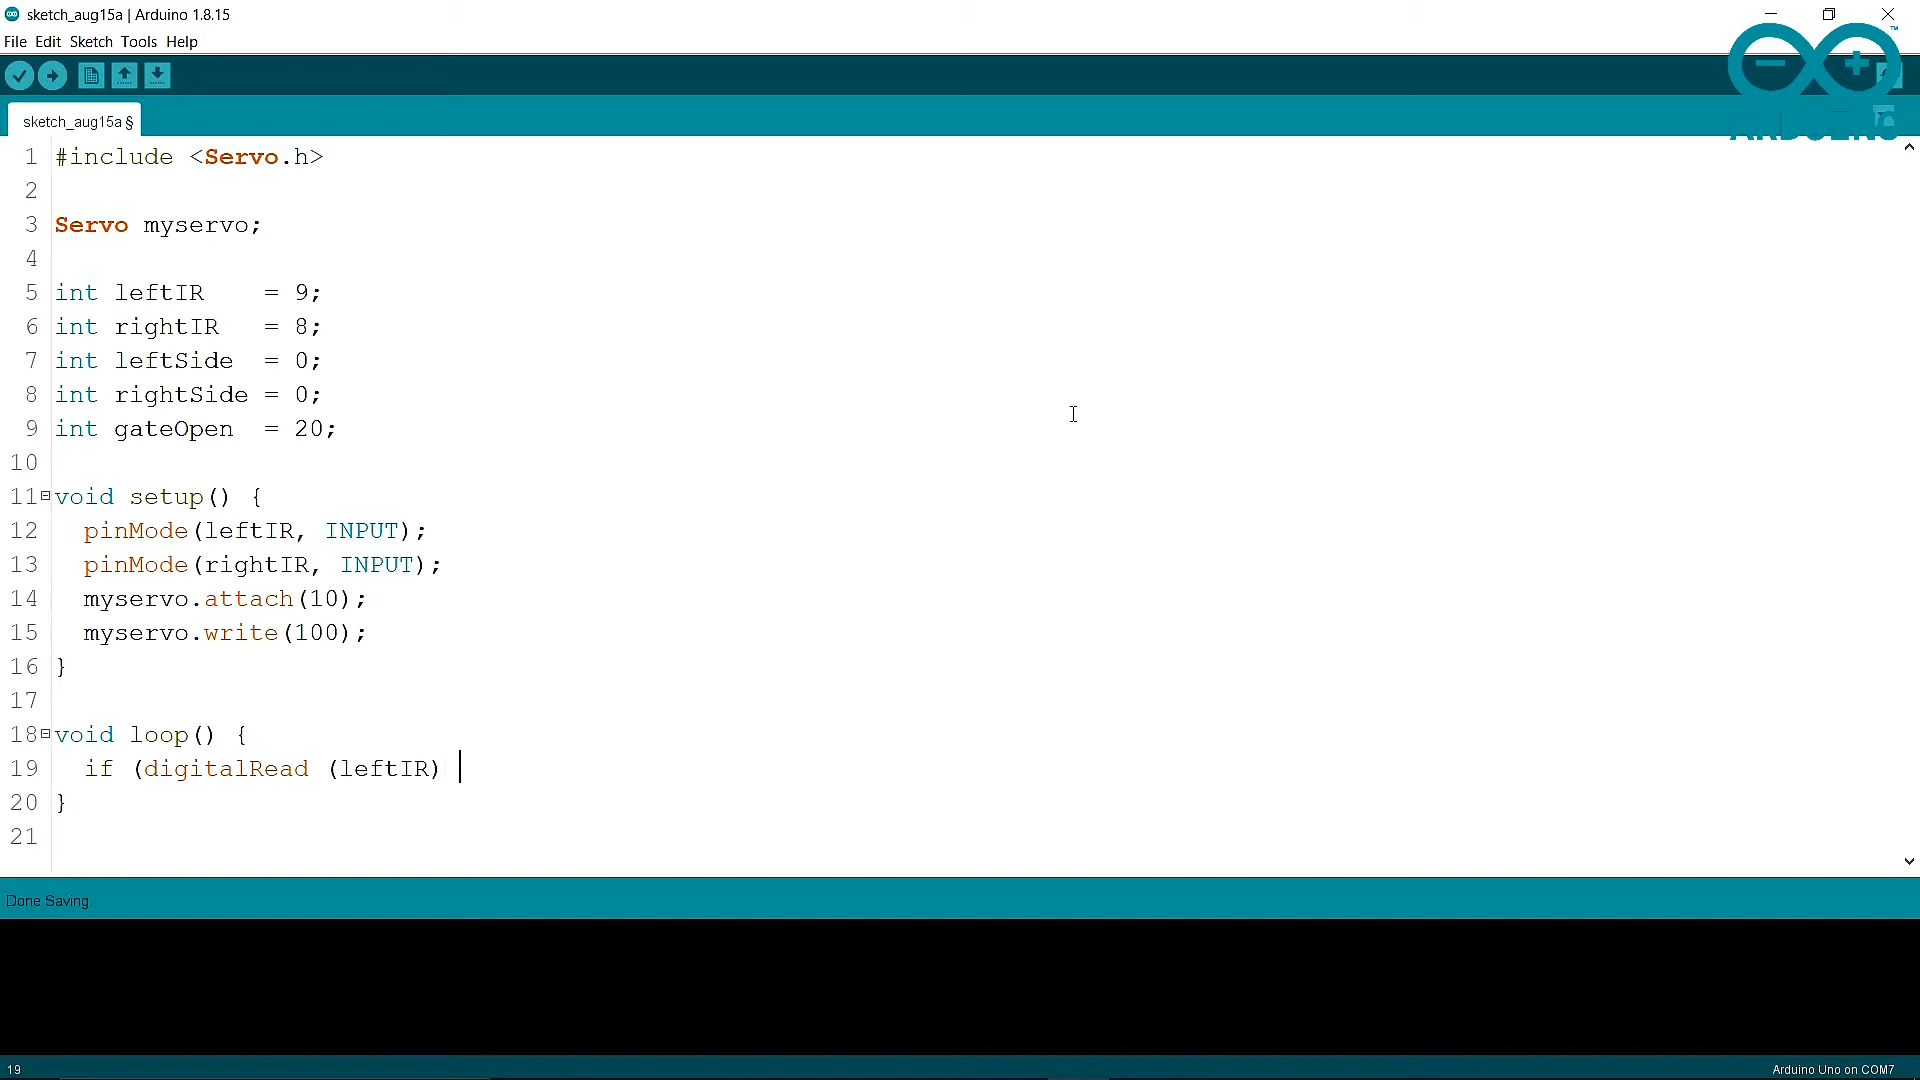 sketch_aug15a | Arduino 1.8.15
File Edit Sketch Tools Help
ARDUINO
TM
sketch_aug15a §
1 #include <Servo.h>
2
3 Servo myservo;
4
5 int leftIR    = 9;
6 int rightIR   = 8;
7 int leftSide  = 0;
8 int rightSide = 0;
9 int gateOpen  = 20;
10
11 void setup() {
12   pinMode(leftIR, INPUT);
13   pinMode(rightIR, INPUT);
14   myservo.attach(10);
15   myservo.write(100);
16 }
17
18 void loop() {
19   if (digitalRead (leftIR)
20 }
21
Done Saving.
19
Arduino Uno on COM7